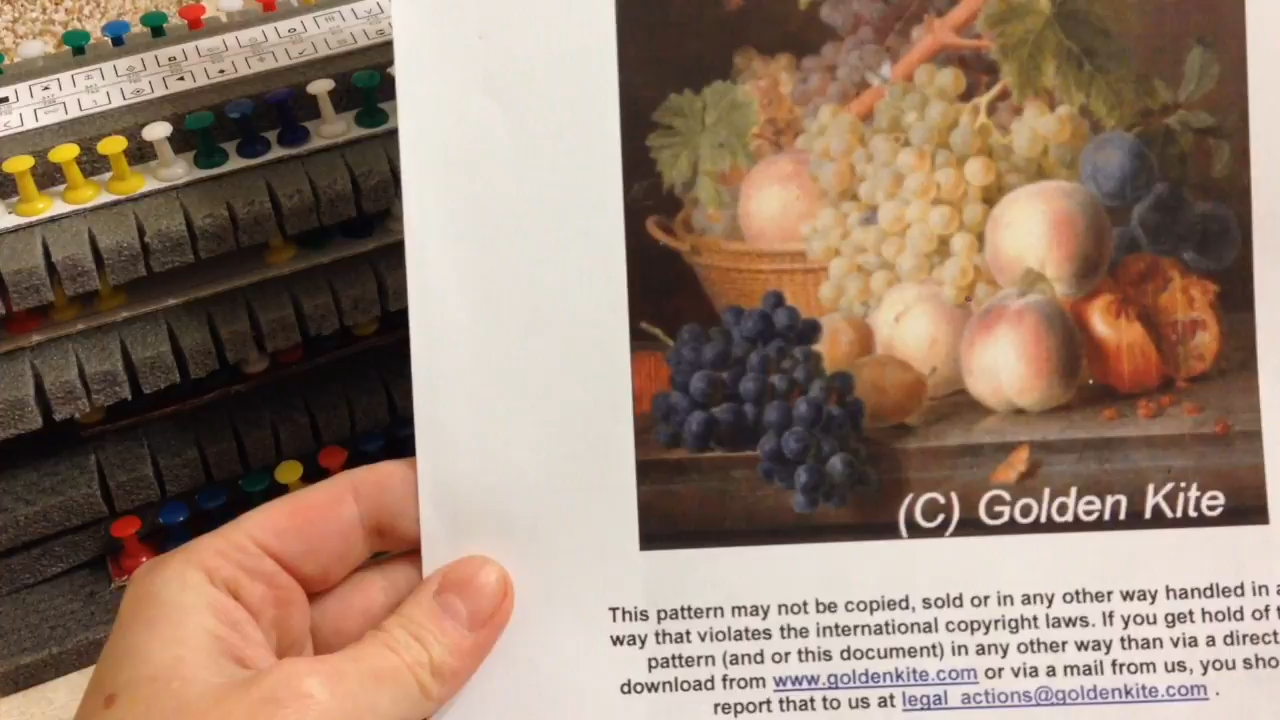 (C) Golden Kite
This pattern may not be copied, sold or in any other way handled in a
way that violates the international copyright laws. If you get hold of
pattern (and or this document) in any other way than via a direct
download from www.goldenkite.com or via a mail from us, you
report that to us at legal_actions@goldenkite.com .